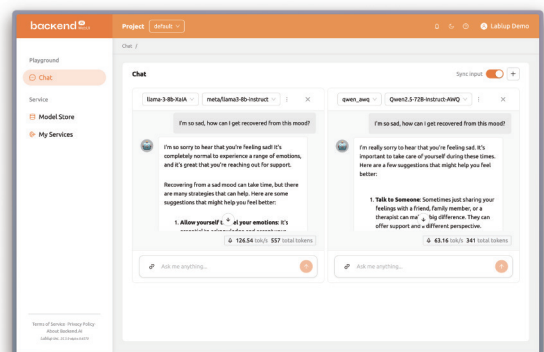 backend
Project default
Lablup Demo
Chat /
Playground
Chat
Service
Model Store
My Services
Chat
Sync input
llama-3-8b-XaiA
meta/llama3-8b-instruct
I'm so sad, how can I get recovered from this mood?
I'm so sorry to hear that you're feeling sad! It's
completely normal to experience a range of emotions,
and it's great that you're reaching out for support.
Recovering from a sad mood can take time, but there
are many strategies that can help. Here are some
suggestions that might help you feel better:
1. Allow yourself your emotions: It's
126.54 tok/s 557 total tokens
Ask me anything...
qwen_awq
Qwen2.5-72B-Instruct-AWQ
I'm so sad, how can I get recovered from this mood?
I'm really sorry to hear that you're feeling sad. It's
important to take care of yourself during these times.
Here are a few suggestions that might help you feel
better:
1. Talk to Someone: Sometimes just sharing your
feelings with a friend, family member, or a
therapist can big difference. They can
offer support and different perspective.
63.16 tok/s 341 total tokens
Ask me anything...
Terms of Service Privacy Policy
About Backend.AI